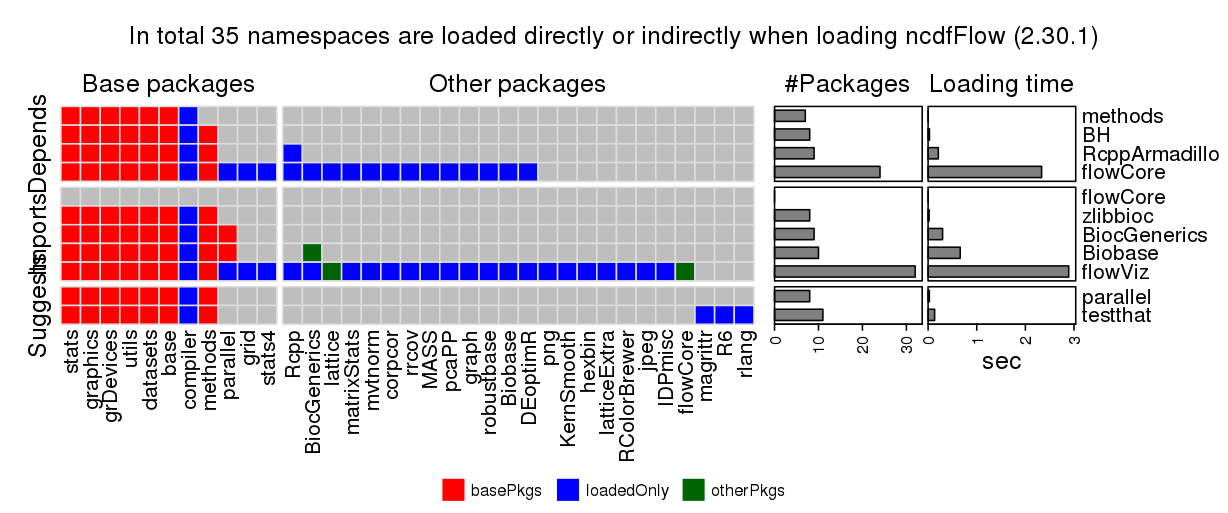 In total 35 namespaces are loaded directly or indirectly when loading ncdfFlow (2.30.1)
Base packages
Other packages
#Packages
Loading time
Depends
methods
BH
RcppArmadillo
flowCore
Imports
flowCore
zlibbioc
BiocGenerics
Biobase
flowViz
Suggests
parallel
testthat
stats
graphics
grDevices
utils
datasets
base
compiler
methods
parallel
grid
stats4
Rcpp
BiocGenerics
lattice
matrixStats
mvtnorm
corpcor
rrcov
MASS
pcaPP
graph
robustbase
Biobase
DEoptimR
png
KernSmooth
hexbin
latticeExtra
RColorBrewer
jpeg
IDPmisc
flowCore
magrittr
R6
rlang
0 10 20 30
0 1 2 3
sec
basePkgs loadedOnly otherPkgs